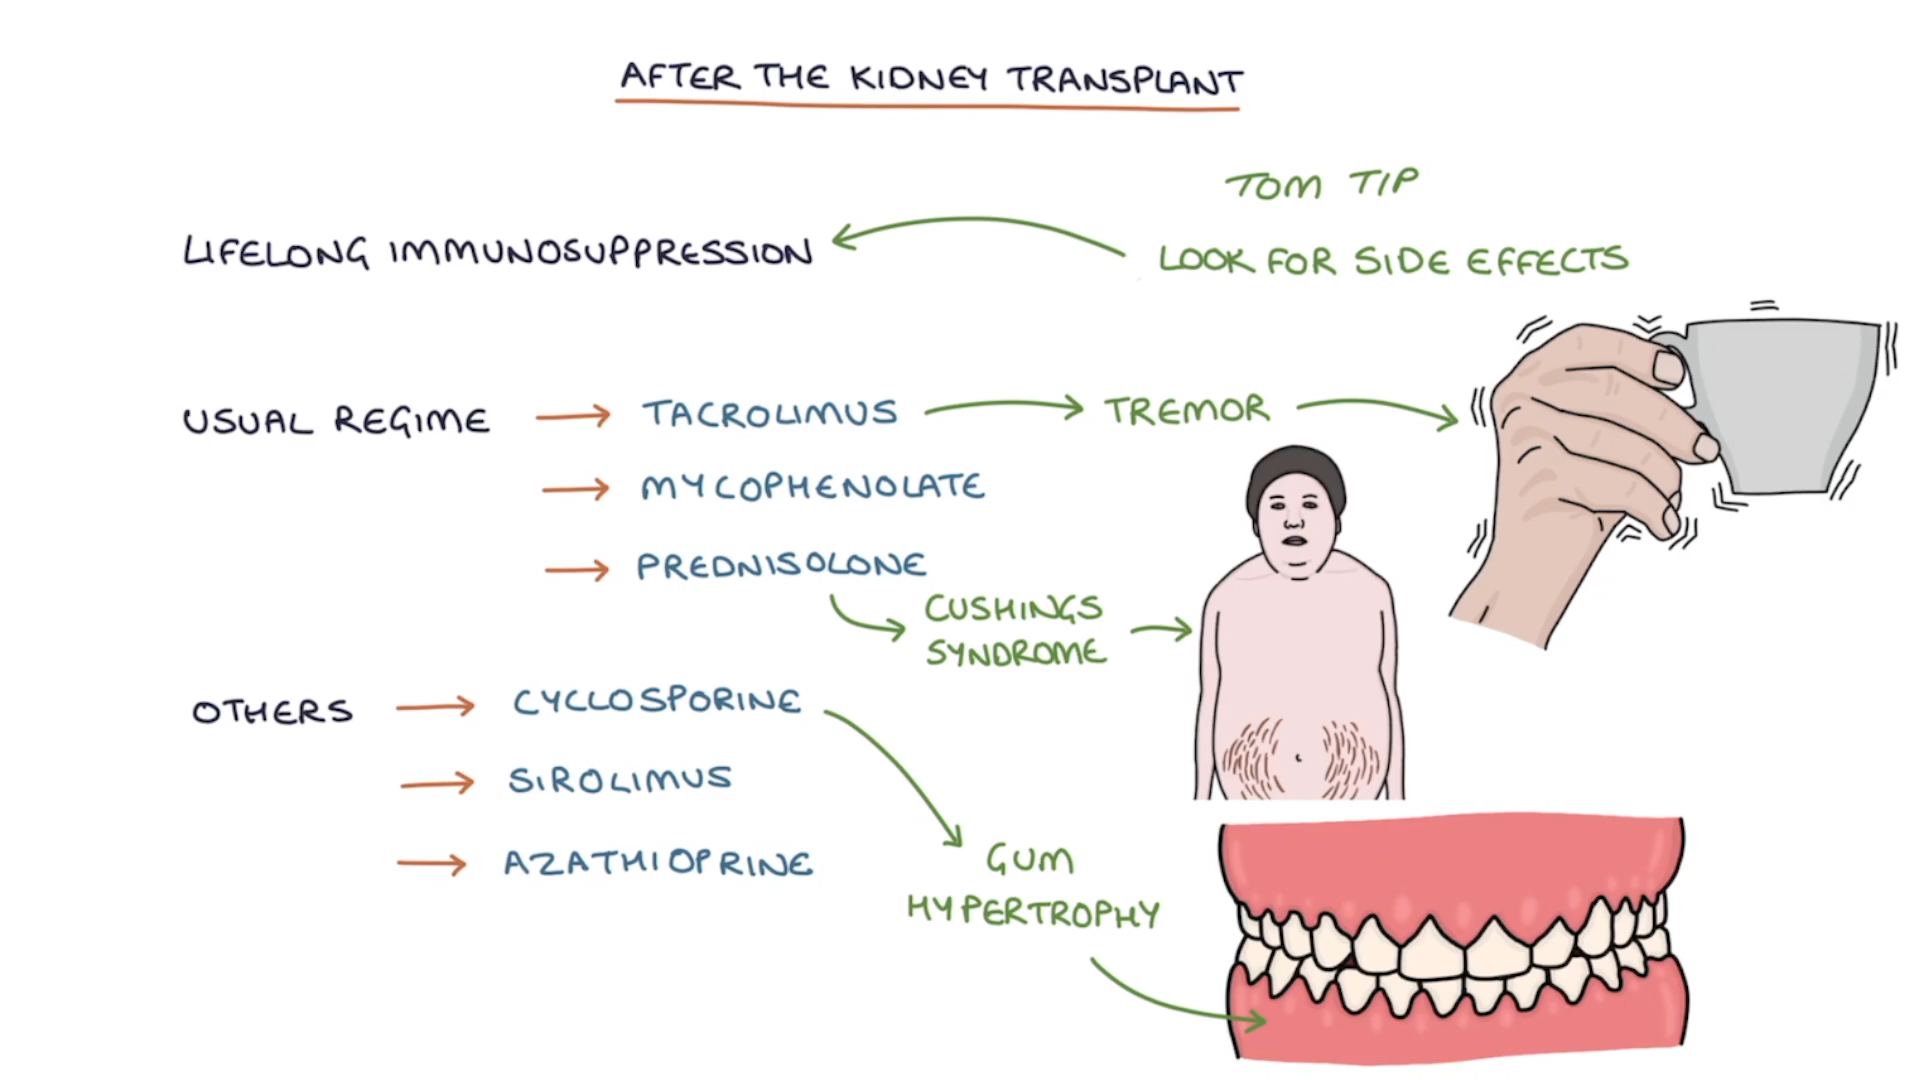 AFTER THE KIDNEY TRANSPLANT
TOM TIP
LIFELONG IMMUNOSUPPRESSION
LOOK FOR SIDE EFFECTS
USUAL REGIME
TACROLIMUS
TREMOR
MYCOPHENOLATE
PREDNISOLONE
CUSHINGS
SYNDROME
OTHERS
CYCLOSPORINE
SIROLIMUS
AZATHIOPRINE
GUM
HYPERTROPHY